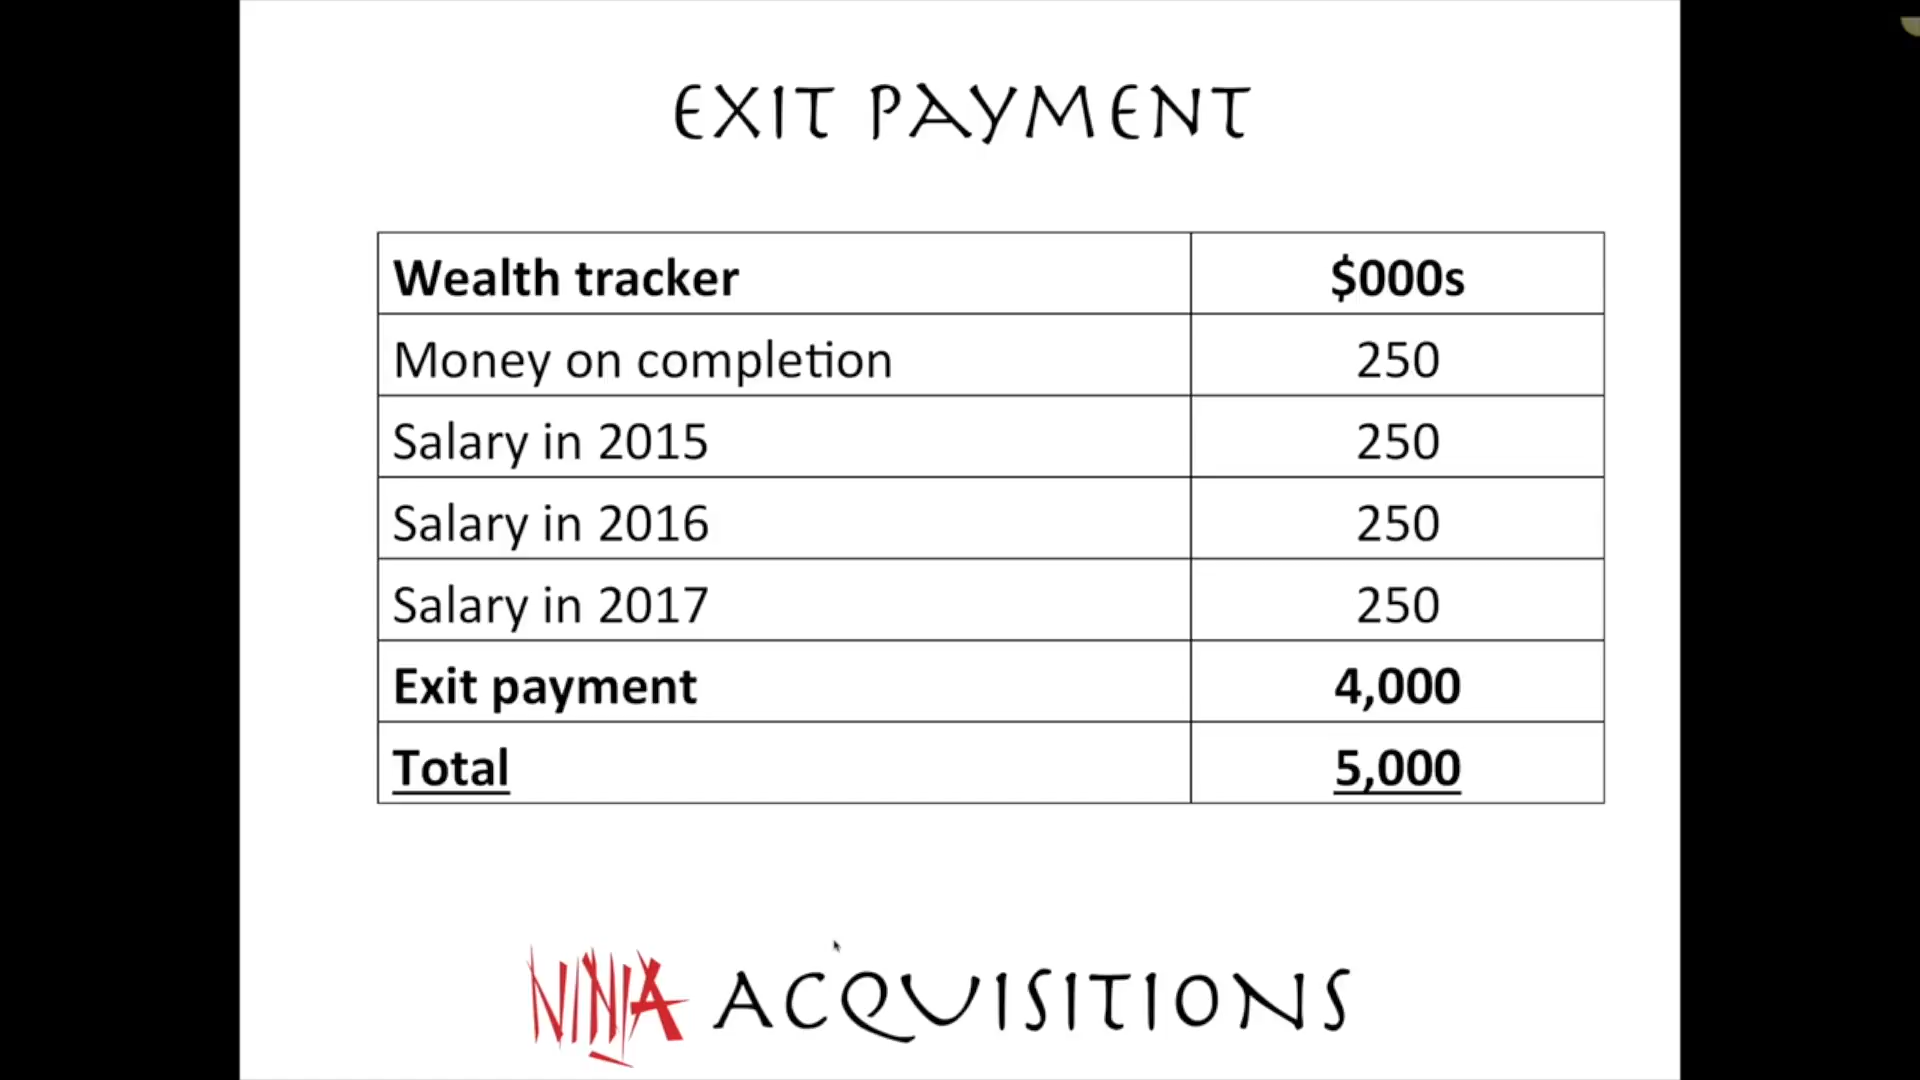 EXIT PAYMENT
Wealth tracker $000s
Money on completion 250
Salary in 2015 250
Salary in 2016 250
Salary in 2017 250
Exit payment 4,000
Total 5,000
NINJA ACQUISITIONS